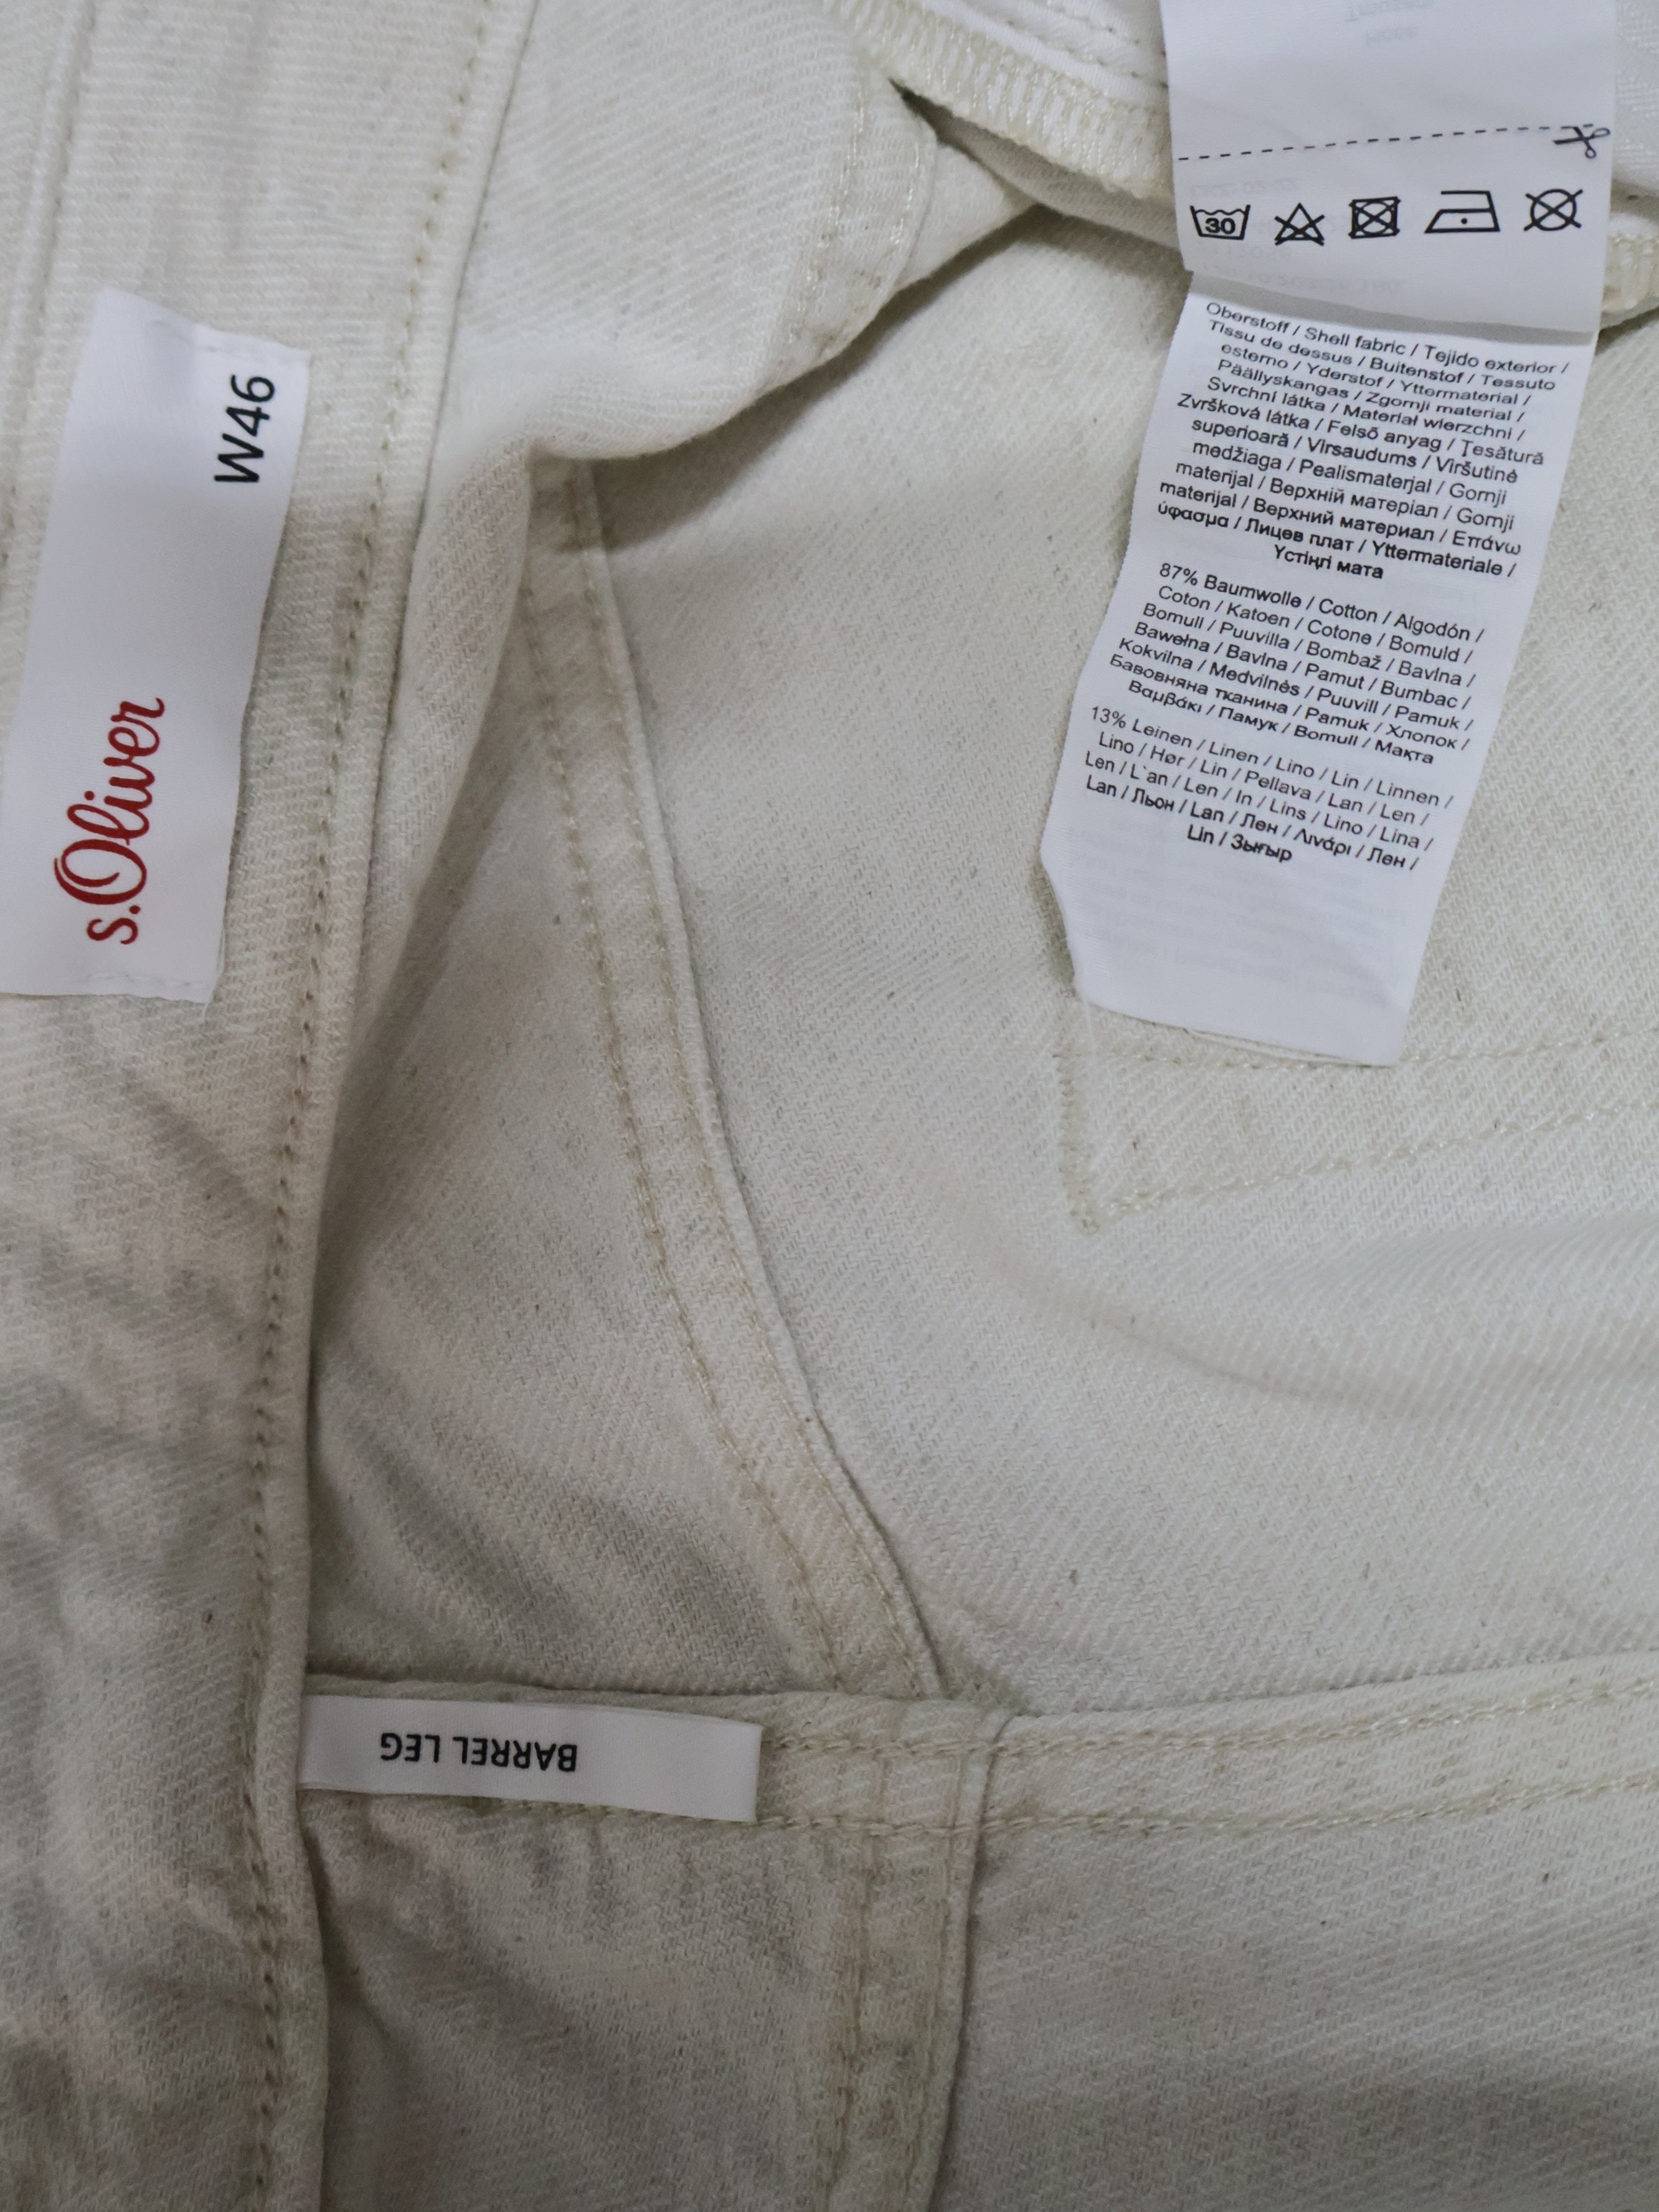 s.Oliver
W46
30
Oberstoff / Shell fabric / Tejido exterior /
Tissu de dessus / Buitenstof / Tessuto
esterno / Yderstof / Yttermaterial /
Päällyskangas / Zgornji material /
Svrchní látka / Materiał wierzchni /
Zvršková látka / Felső anyag / Țesătură
superioară / Virsaudums / Viršutinė
medžiaga / Pealismaterjal / Gornji
materijal / Верхній матеріал / Gornji
materijal / Верхний материал / Επάνω
ύφασμα / Лицев плат / Yttermateriale /
Үстіңгі мата
87% Baumwolle / Cotton / Algodón /
Coton / Katoen / Cotone / Bomuld /
Bomull / Puuvilla / Bombaž / Bavlna /
Bawełna / Bavlna / Pamut / Bumbac /
Kokvilna / Medvilnės / Puuvill / Pamuk /
Бавовняна тканина / Pamuk / Хлопок /
Βαμβάκι / Памук / Bomull / Мақта
13% Leinen / Linen / Lino / Lin / Linnen /
Lino / Hør / Lin / Pellava / Lan / Len /
Len / L`an / Len / In / Lins / Lino / Lina /
Lan / Льон / Lan / Лен / Λινάρι / Лен /
Lin / Зығыр
BARREL LEG